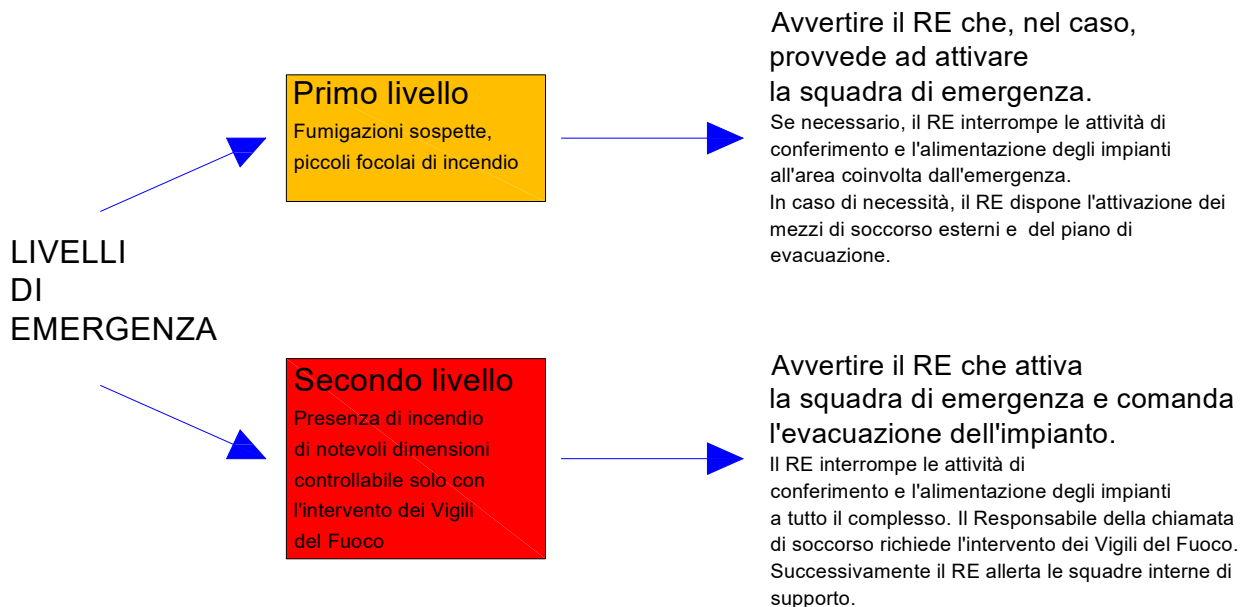 LIVELLI
DI
EMERGENZA
Primo livello
Fumigazioni sospette,
piccoli focolai di incendio
Avvertire il RE che, nel caso,
provvede ad attivare
la squadra di emergenza.
Se necessario, il RE interrompe le attività di
conferimento e l'alimentazione degli impianti
all'area coinvolta dall'emergenza.
In caso di necessità, il RE dispone l'attivazione dei
mezzi di soccorso esterni e  del piano di
evacuazione.
Secondo livello
Presenza di incendio
di notevoli dimensioni
controllabile solo con
l'intervento dei Vigili
del Fuoco
Avvertire il RE che attiva
la squadra di emergenza e comanda
l'evacuazione dell'impianto.
Il RE interrompe le attività di
conferimento e l'alimentazione degli impianti
a tutto il complesso. Il Responsabile della chiamata
di soccorso richiede l'intervento dei Vigili del Fuoco.
Successivamente il RE allerta le squadre interne di
supporto.